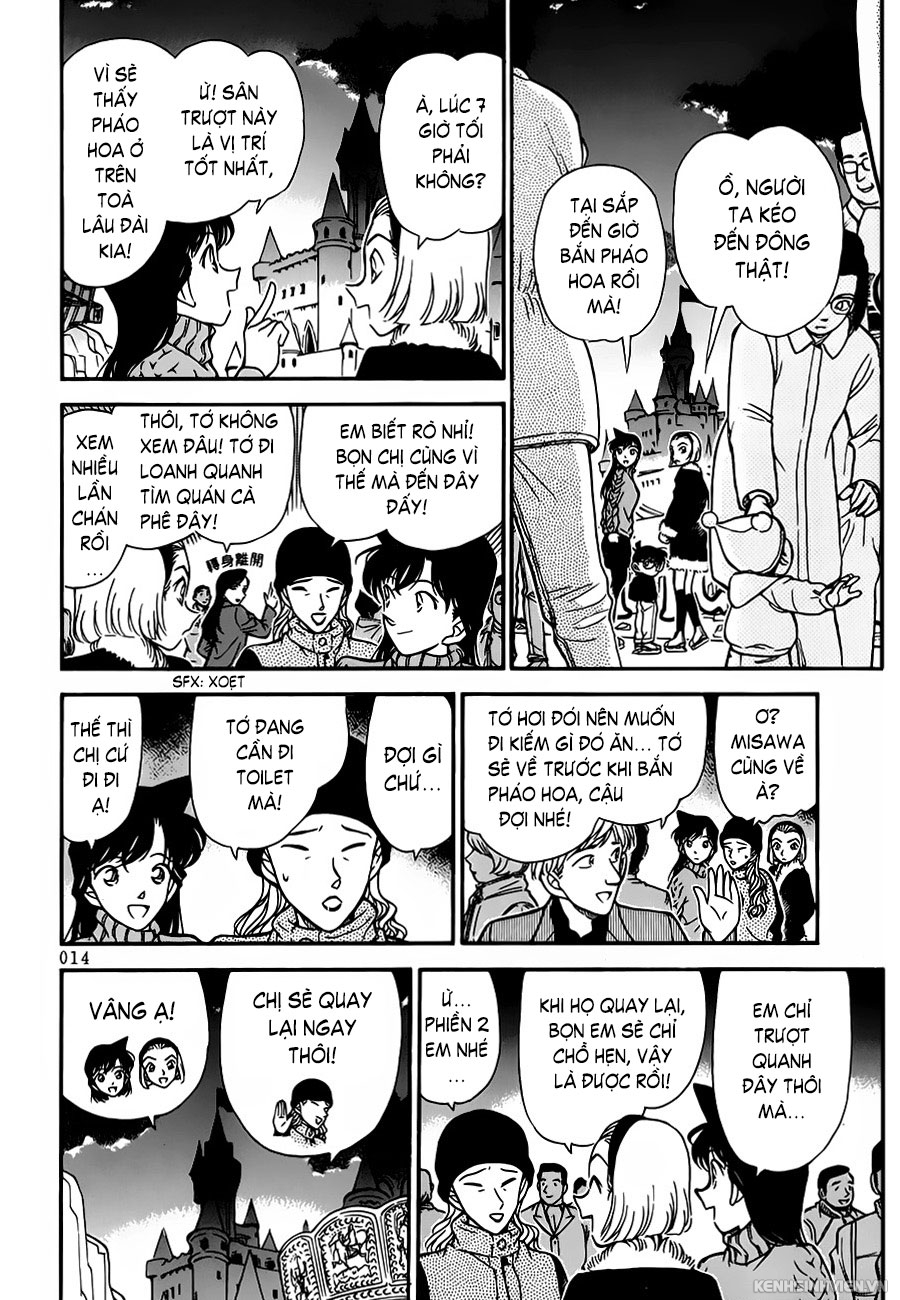 Ồ, NGƯỜI
TA KÉO
ĐẾN ĐÔNG
THẬT!
TẠI SẮP
ĐẾN GIỜ
BẮN PHÁO
HOA RỒI
MÀ!
À, LÚC 7
GIỜ TỐI
PHẢI
KHÔNG?
Ừ! SÂN
TRƯỢT NÀY
LÀ VỊ TRÍ
TỐT NHẤT,
VÌ SẼ
THẤY
PHÁO
HOA Ở
TRÊN
TOÀ
LÂU ĐÀI
KIA!
EM BIẾT RÕ NHỈ!
BỌN CHỊ CŨNG VÌ
THẾ MÀ ĐẾN ĐÂY
ĐẤY!
THÔI, TỚ KHÔNG
XEM ĐÂU! TỚ ĐI
LOANH QUANH
TÌM QUÁN CÀ
PHÊ ĐÂY!
XEM
NHIỀU
LẦN
CHÁN
RỒI
...
轉身離開
SFX: XOẸT
Ơ?
MISAWA
CŨNG VỀ
À?
TỚ HƠI ĐÓI NÊN MUỐN
ĐI KIẾM GÌ ĐÓ ĂN... TỚ
SẼ VỀ TRƯỚC KHI BẮN
PHÁO HOA, CẬU
ĐỢI NHÉ!
ĐỢI GÌ
CHỨ...
TỚ ĐANG
CẦN ĐI
TOILET
MÀ!
THẾ THÌ
CHỊ CỨ
ĐI ĐI
Ạ!
014
EM CHỈ
TRƯỢT
QUANH
ĐÂY THÔI
MÀ...
KHI HỌ QUAY LẠI,
BỌN EM SẼ CHỈ
CHỖ HẸN, VẬY
LÀ ĐƯỢC RỒI!
Ừ...
PHIỀN 2
EM NHÉ
...
CHỊ SẼ QUAY
LẠI NGAY
THÔI!
VÂNG Ạ!
KENHSINHVIEN.VN